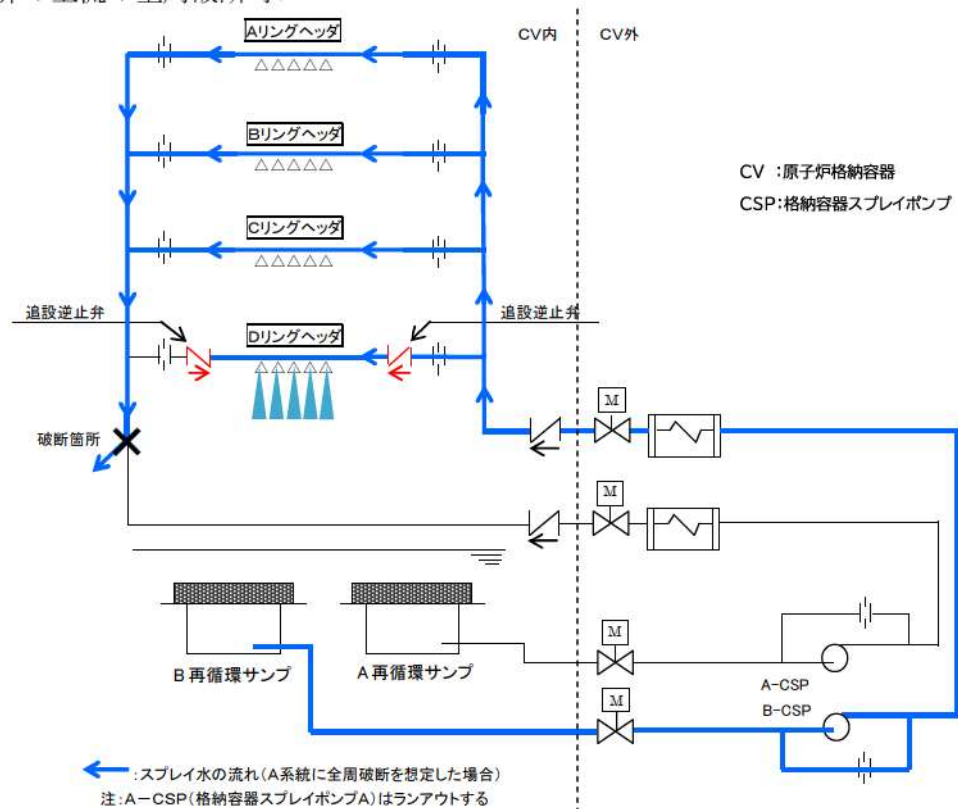 Aリングヘッダ
CV内 CV外
Bリングヘッダ
CV :原子炉格納容器
CSP:格納容器スプレイポンプ
Cリングヘッダ
追設逆止弁 追設逆止弁
Dリングヘッダ
M
破断箇所
M
M
B再循環サンプ A再循環サンプ
A-CSP
B-CSP
M
:スプレイ水の流れ(A系統に全周破断を想定した場合)
注:A-CSP(格納容器スプレイポンプA)はランアウトする